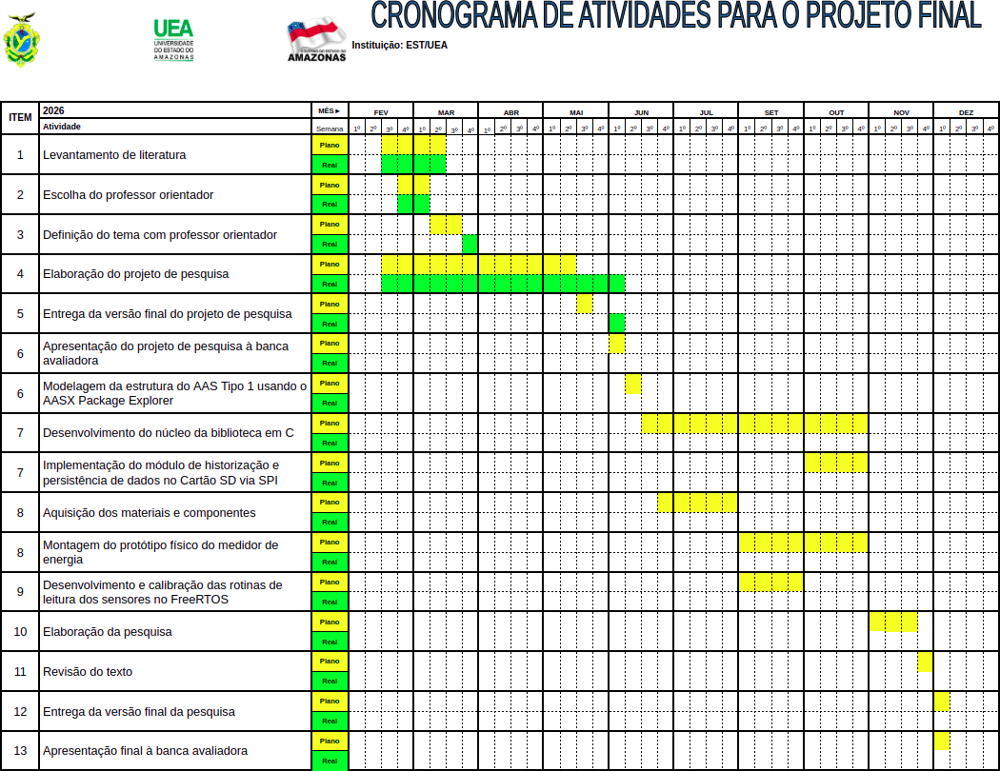 CRONOGRAMA DE ATIVIDADES PARA O PROJETO FINAL
UEA
UNIVERSIDADE
DO ESTADO DO
AMAZONAS
GOVERNO DO ESTADO DO
AMAZONAS
Instituição: EST/UEA
ITEM 2026 MÊS ► FEV MAR ABR MAI JUN JUL SET OUT NOV DEZ
Atividade Semana 1º 2º 3º 4º 1º 2º 3º 4º 1º 2º 3º 4º 1º 2º 3º 4º 1º 2º 3º 4º 1º 2º 3º 4º 1º 2º 3º 4º 1º 2º 3º 4º 1º 2º 3º 4º 1º 2º 3º 4º
1 Levantamento de literatura Plano
Real
2 Escolha do professor orientador Plano
Real
3 Definição do tema com professor orientador Plano
Real
4 Elaboração do projeto de pesquisa Plano
Real
5 Entrega da versão final do projeto de pesquisa Plano
Real
6 Apresentação do projeto de pesquisa à banca Plano
avaliadora Real
6 Modelagem da estrutura do AAS Tipo 1 usando o Plano
AASX Package Explorer Real
7 Desenvolvimento do núcleo da biblioteca em C Plano
Real
7 Implementação do módulo de historização e Plano
persistência de dados no Cartão SD via SPI Real
8 Aquisição dos materiais e componentes Plano
Real
8 Montagem do protótipo físico do medidor de Plano
energia Real
9 Desenvolvimento e calibração das rotinas de Plano
leitura dos sensores no FreeRTOS Real
10 Elaboração da pesquisa Plano
Real
11 Revisão do texto Plano
Real
12 Entrega da versão final da pesquisa Plano
Real
13 Apresentação final à banca avaliadora Plano
Real